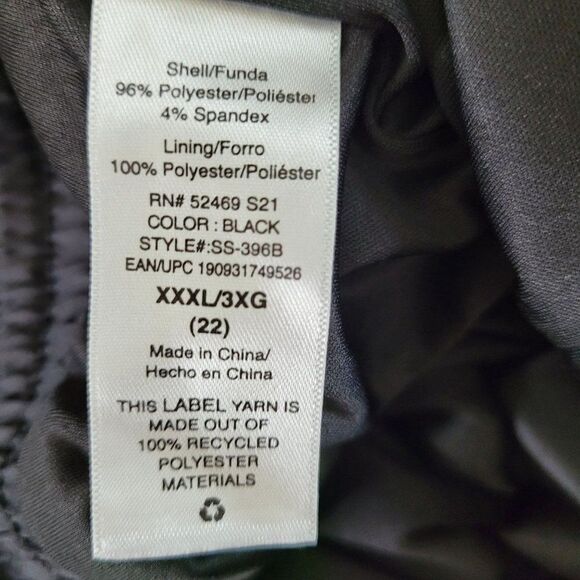 Shell/Funda
96% Polyester/Poliéster
4% Spandex
Lining/Forro
100% Polyester/Poliéster
RN# 52469 S21
COLOR : BLACK
STYLE#:SS-396B
EAN/UPC 190931749526
XXXL/3XG
(22)
Made in China/
Hecho en China
THIS LABEL YARN IS
MADE OUT OF
100% RECYCLED
POLYESTER
MATERIALS